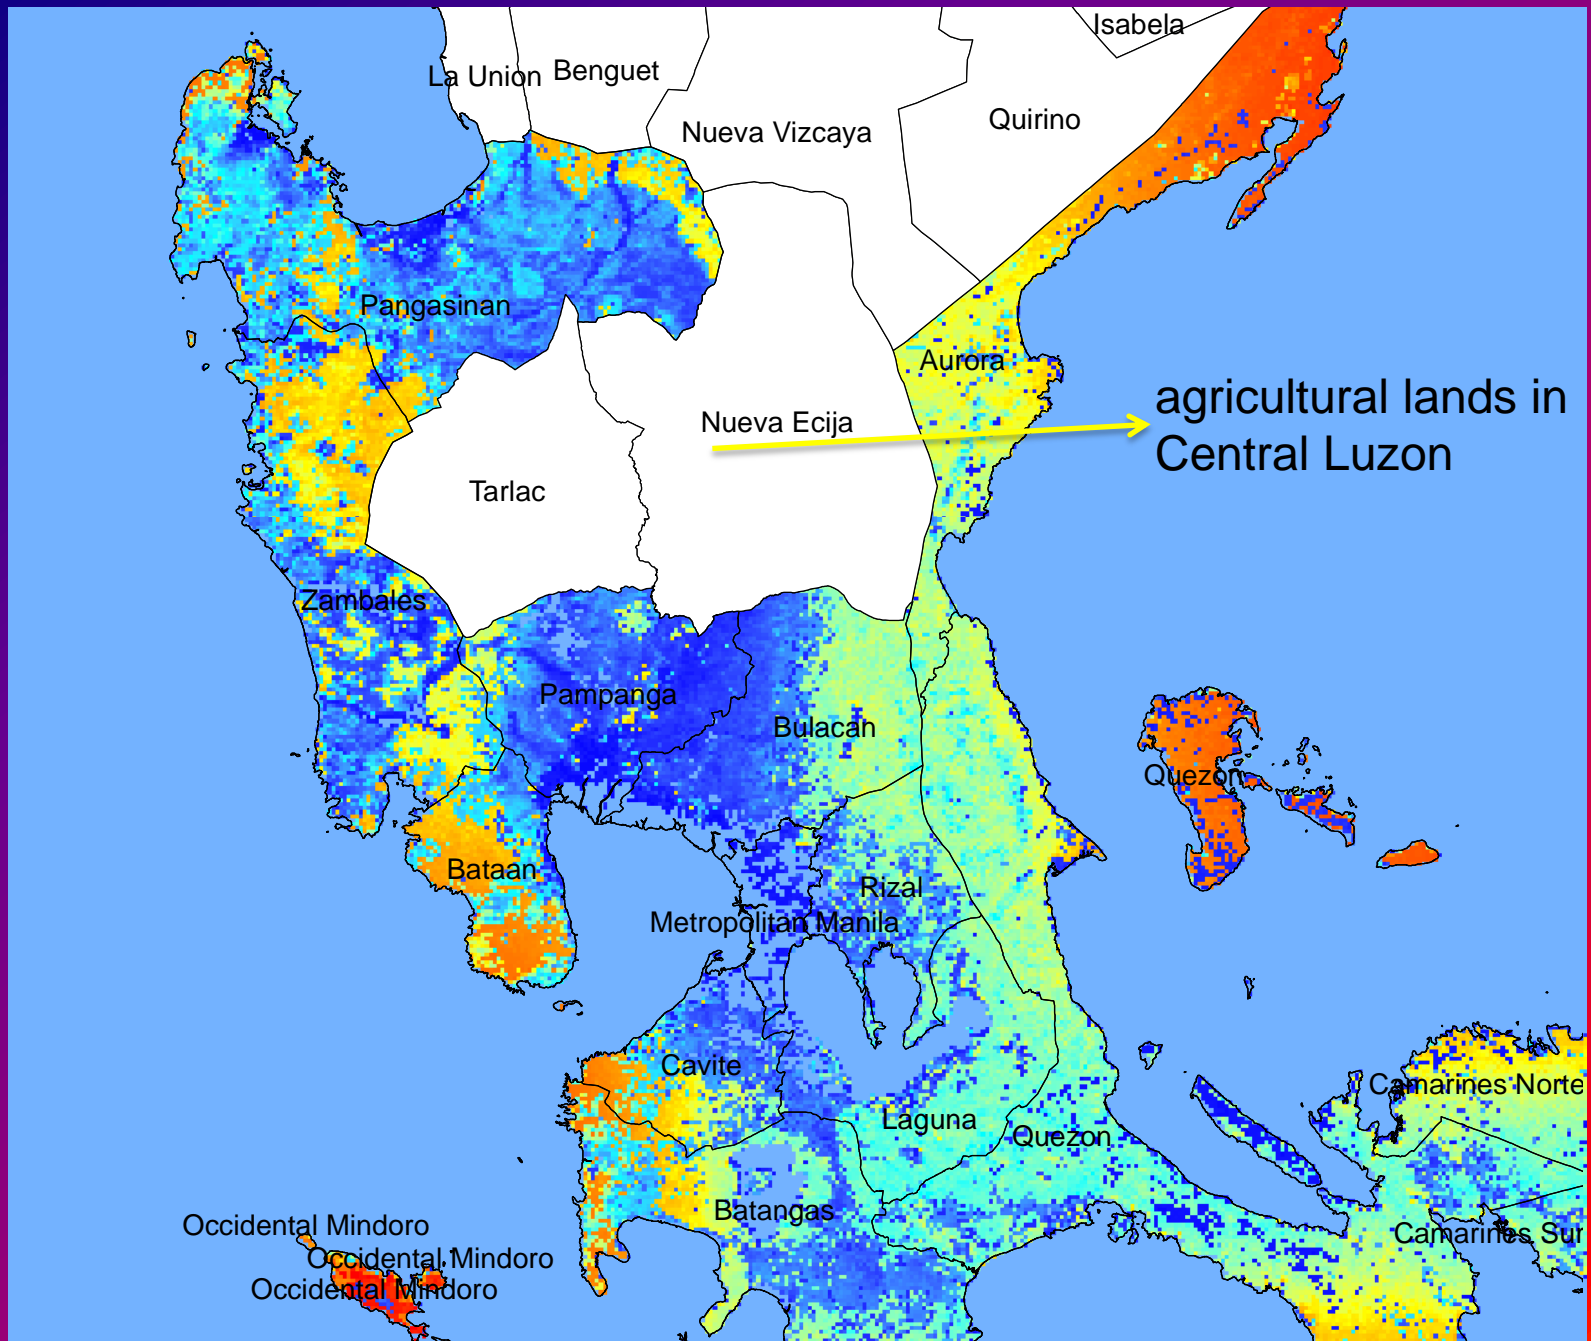 Isabela
La Union
Benguet
Nueva Vizcaya
Quirino
Pangasinan
Aurora
agricultural lands in
Central Luzon
Nueva Ecija
Tarlac
Zambales
Pampanga
Bulacan
Quezon
Bataan
Rizal
Metropolitan Manila
Cavite
Camarines Norte
Laguna
Quezon
Batangas
Camarines Sur
Occidental Mindoro
Occidental Mindoro
Occidental Mindoro